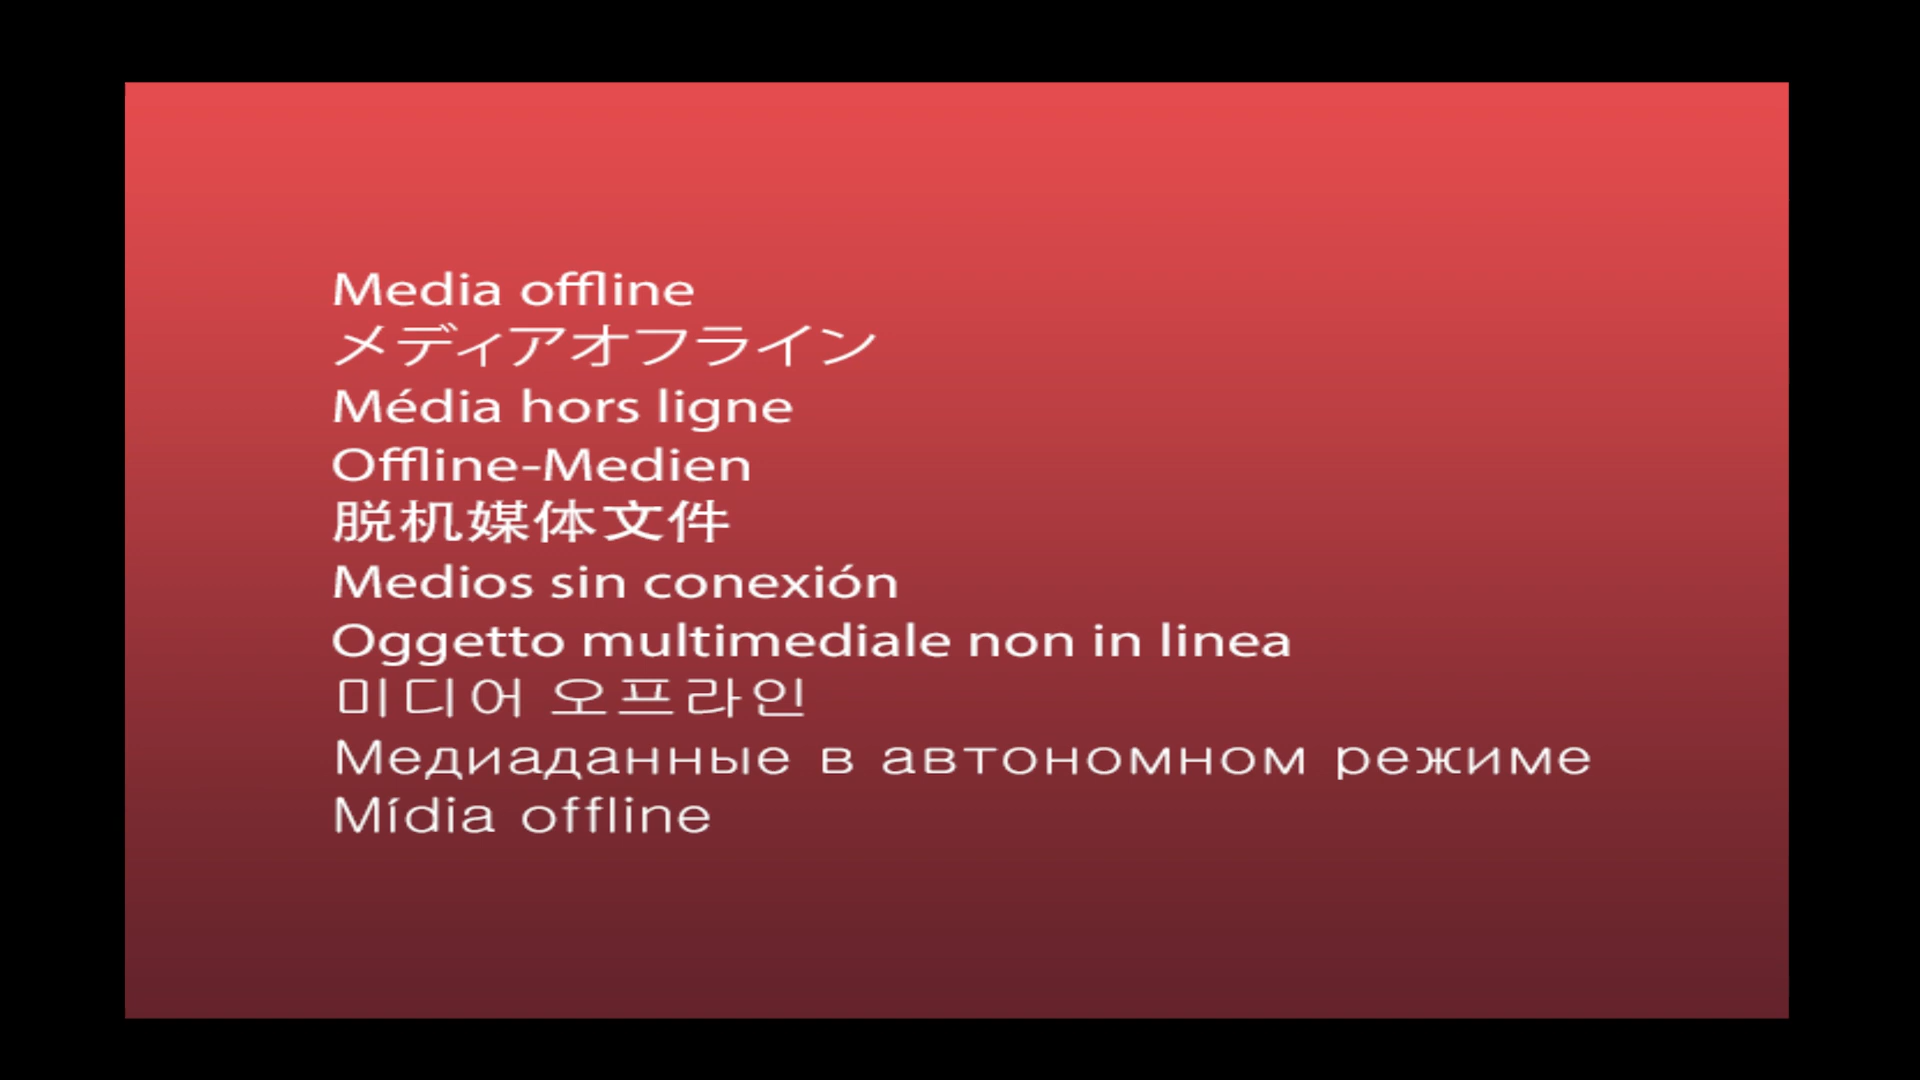 Media offline
メディアオフライン
Média hors ligne
Offline-Medien
脱机媒体文件
Medios sin conexión
Oggetto multimediale non in linea
미디어 오프라인
Медиаданные в автономном режиме
Mídia offline